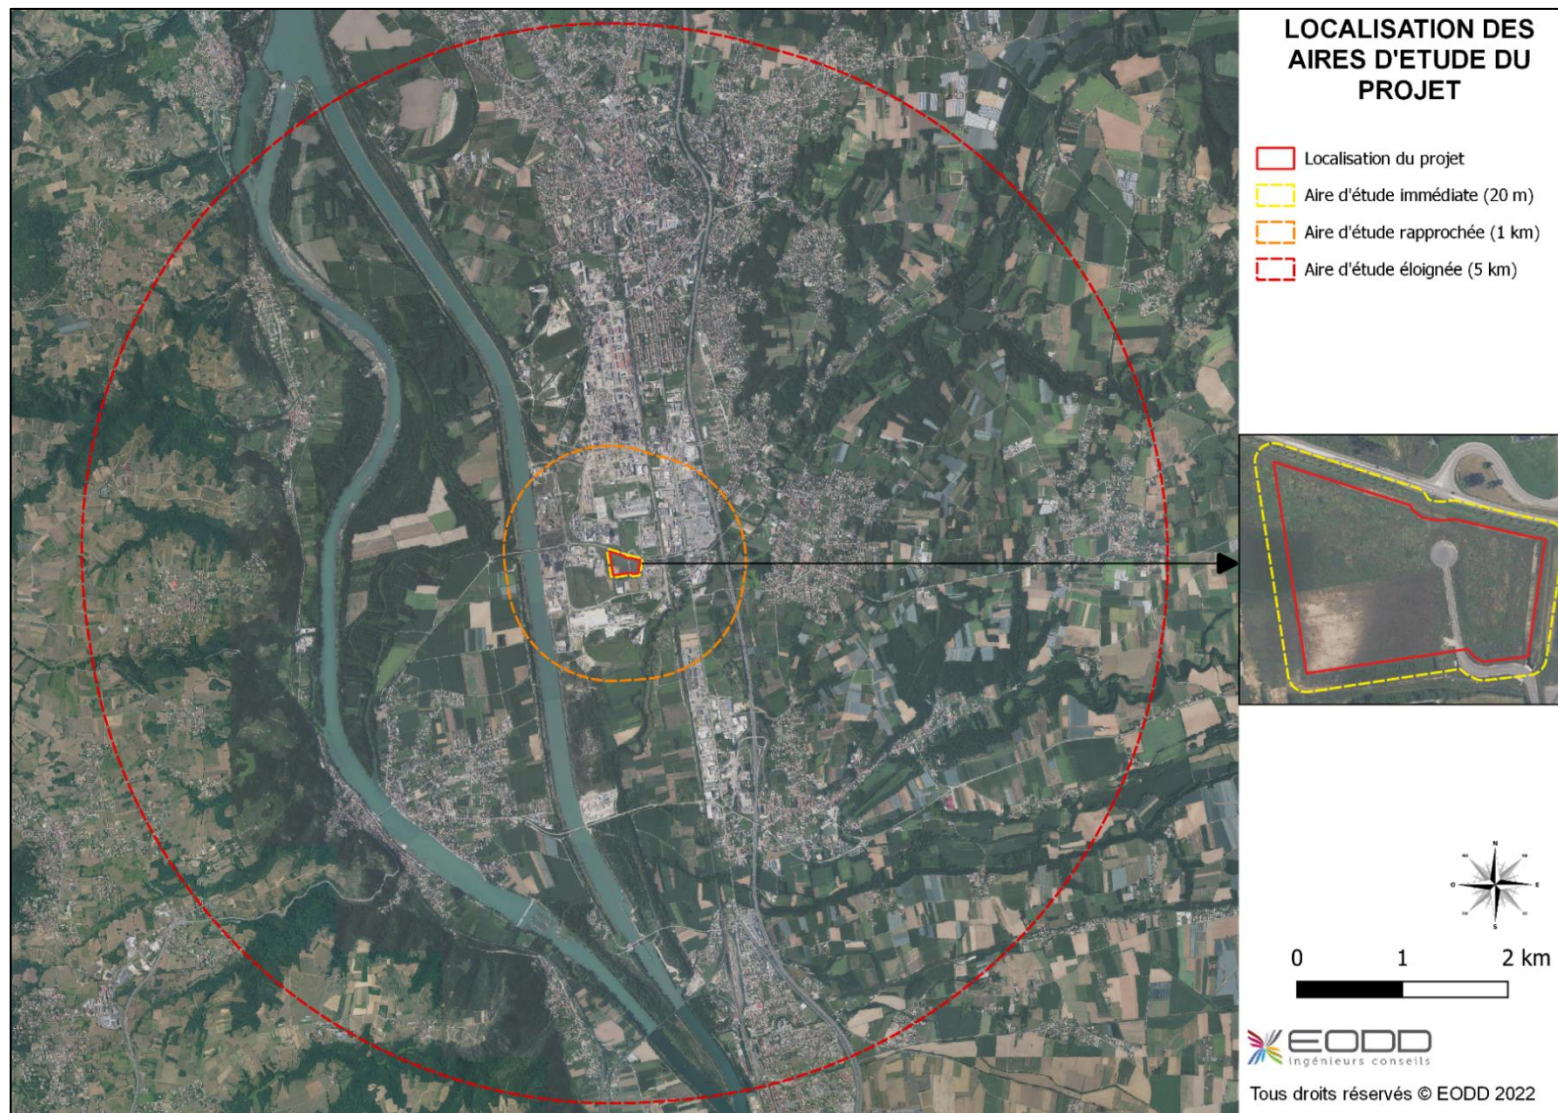 LOCALISATION DES
AIRES D'ETUDE DU
PROJET
Localisation du projet
Aire d'étude immédiate (20 m)
Aire d'étude rapprochée (1 km)
Aire d'étude éloignée (5 km)
N
O
E
S
0 1 2 km
EODD
ingénieurs conseils
Tous droits réservés © EODD 2022